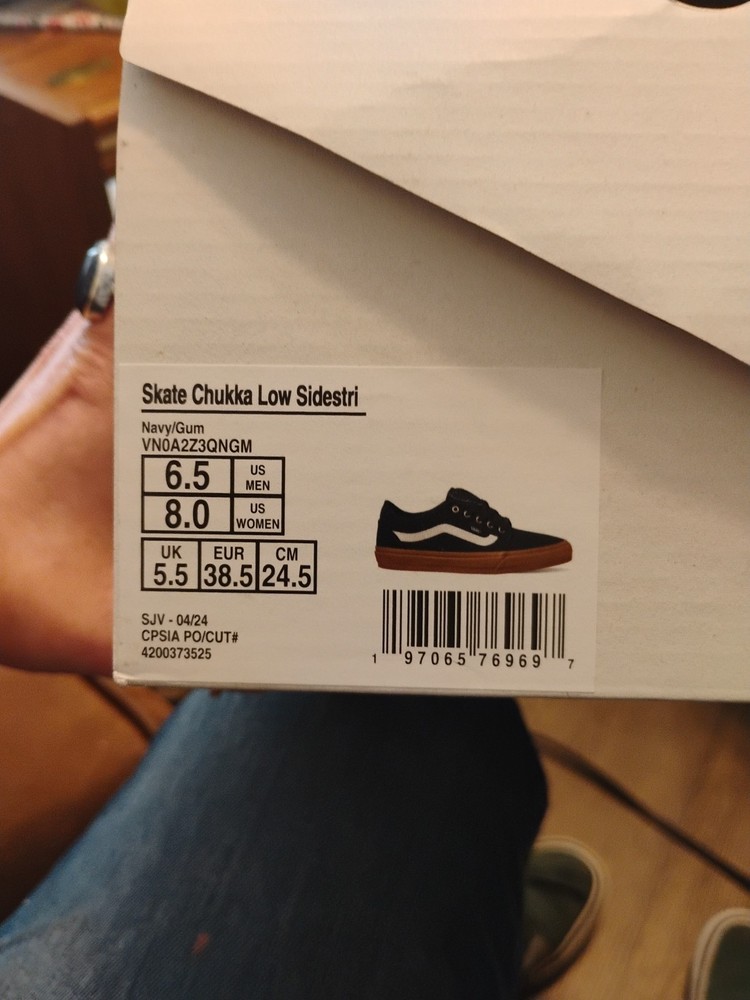 Skate Chukka Low Sidestri
Navy/Gum
VN0A2Z3QNGM
6.5 US MEN
8.0 US WOMEN
UK EUR CM
5.5 38.5 24.5
SJV - 04/24
CPSIA PO/CUT#
4200373525
1 97065 76969 7